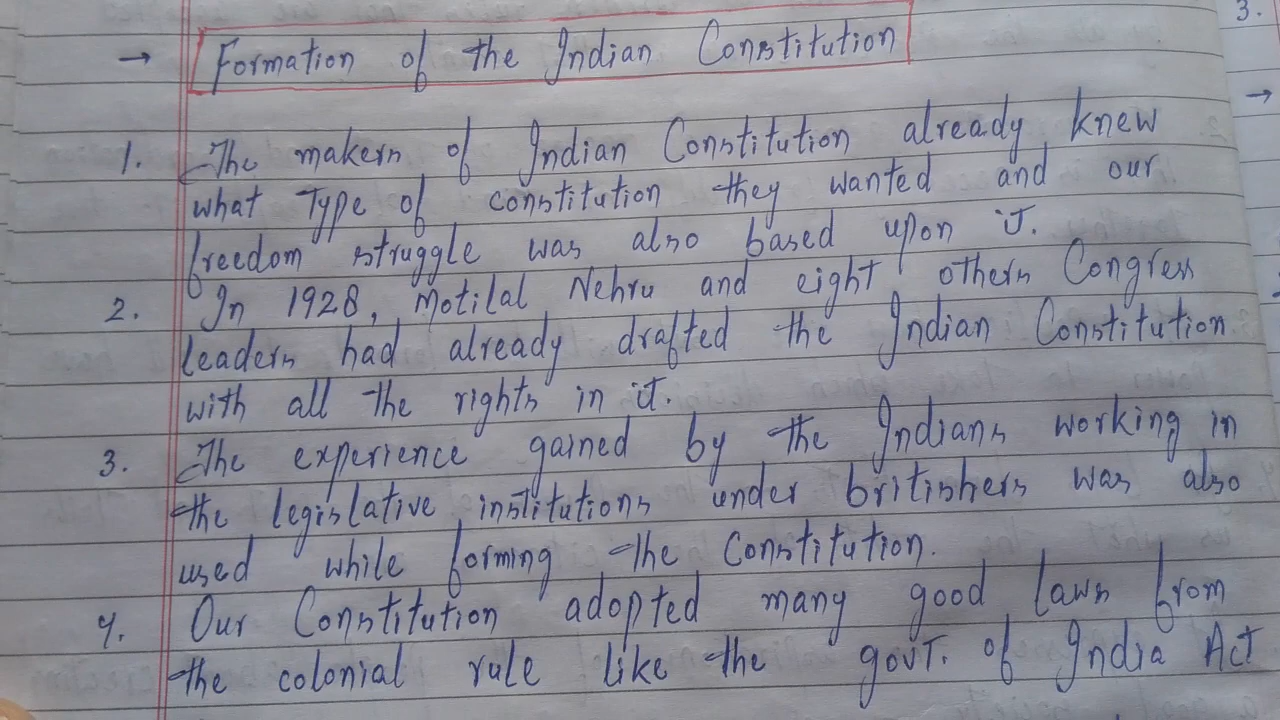 → Formation of the Indian Constitution
1. The makers of Indian Constitution already knew
what Type of constitution they wanted and our
freedom struggle was also based upon it.
2. In 1928, Motilal Nehru and eight others Congress
leaders had already drafted the Indian Constitution
with all the rights in it.
3. The experience gained by the Indians working in
the legislative institutions under britishers was also
used while forming the Constitution.
4. Our Constitution adopted many good laws from
the colonial rule like the govt. of India Act
3.
→